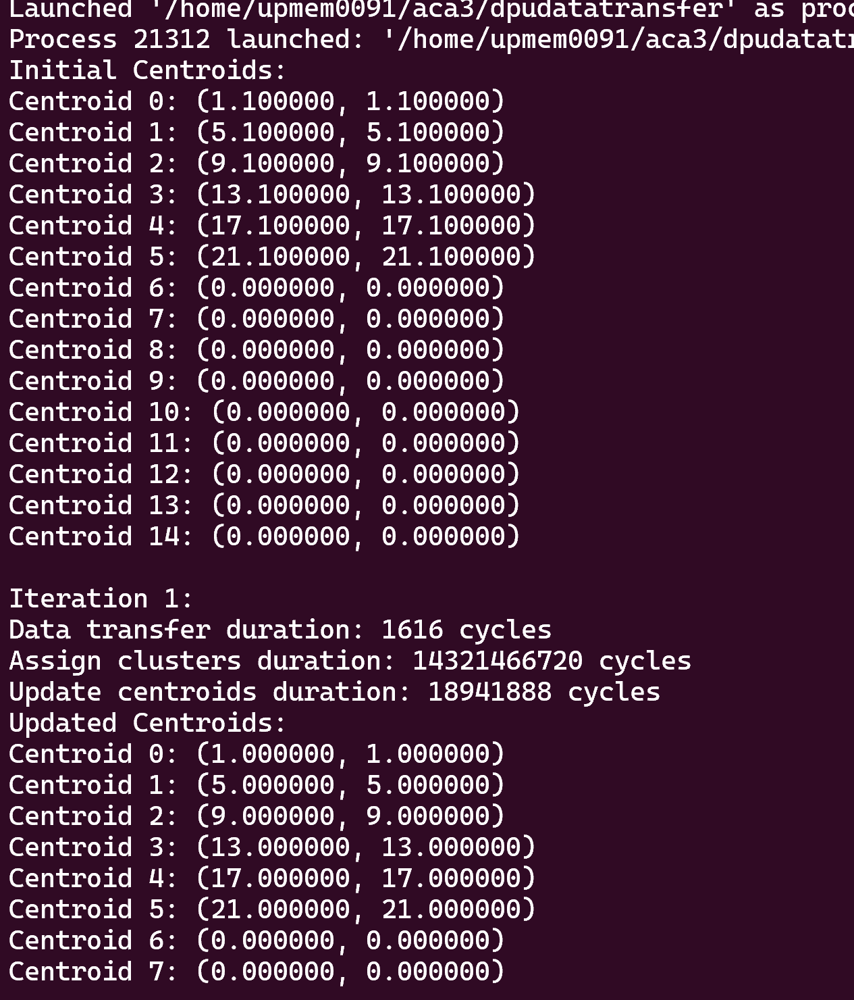 Launched '/home/upmem0091/aca3/dpudatatransfer' as proc
Process 21312 launched: '/home/upmem0091/aca3/dpudatatr
Initial Centroids:
Centroid 0: (1.100000, 1.100000)
Centroid 1: (5.100000, 5.100000)
Centroid 2: (9.100000, 9.100000)
Centroid 3: (13.100000, 13.100000)
Centroid 4: (17.100000, 17.100000)
Centroid 5: (21.100000, 21.100000)
Centroid 6: (0.000000, 0.000000)
Centroid 7: (0.000000, 0.000000)
Centroid 8: (0.000000, 0.000000)
Centroid 9: (0.000000, 0.000000)
Centroid 10: (0.000000, 0.000000)
Centroid 11: (0.000000, 0.000000)
Centroid 12: (0.000000, 0.000000)
Centroid 13: (0.000000, 0.000000)
Centroid 14: (0.000000, 0.000000)
Iteration 1:
Data transfer duration: 1616 cycles
Assign clusters duration: 14321466720 cycles
Update centroids duration: 18941888 cycles
Updated Centroids:
Centroid 0: (1.000000, 1.000000)
Centroid 1: (5.000000, 5.000000)
Centroid 2: (9.000000, 9.000000)
Centroid 3: (13.000000, 13.000000)
Centroid 4: (17.000000, 17.000000)
Centroid 5: (21.000000, 21.000000)
Centroid 6: (0.000000, 0.000000)
Centroid 7: (0.000000, 0.000000)